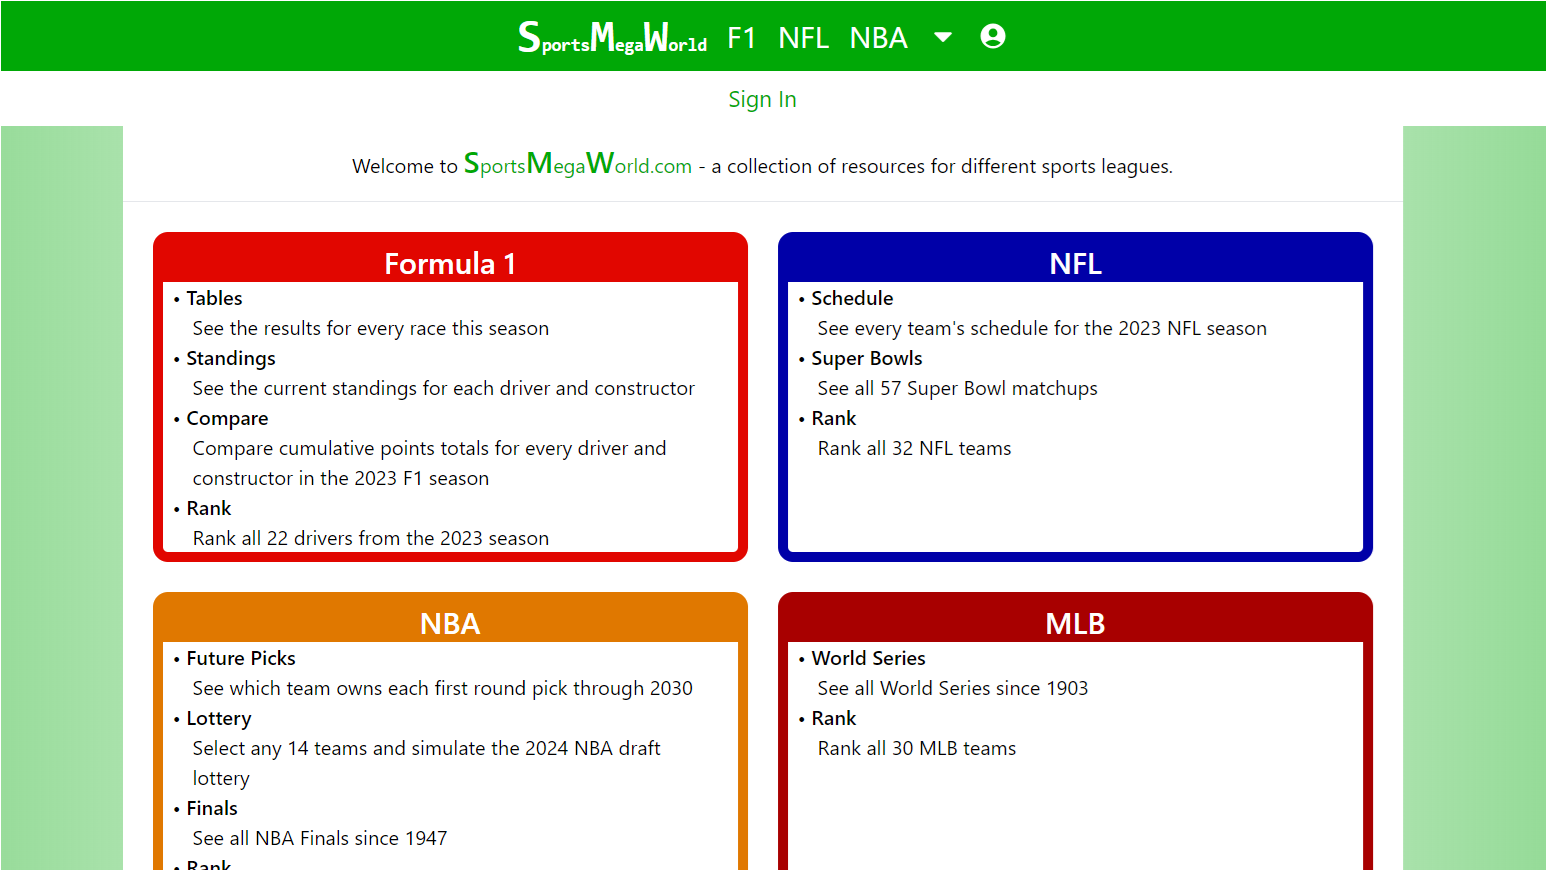 SportsMegaWorld F1 NFL NBA
Sign In
Welcome to SportsMegaWorld.com - a collection of resources for different sports leagues.
Formula 1
• Tables
See the results for every race this season
• Standings
See the current standings for each driver and constructor
• Compare
Compare cumulative points totals for every driver and
constructor in the 2023 F1 season
• Rank
Rank all 22 drivers from the 2023 season
NFL
• Schedule
See every team's schedule for the 2023 NFL season
• Super Bowls
See all 57 Super Bowl matchups
• Rank
Rank all 32 NFL teams
NBA
• Future Picks
See which team owns each first round pick through 2030
• Lottery
Select any 14 teams and simulate the 2024 NBA draft
lottery
• Finals
See all NBA Finals since 1947
• Rank
MLB
• World Series
See all World Series since 1903
• Rank
Rank all 30 MLB teams